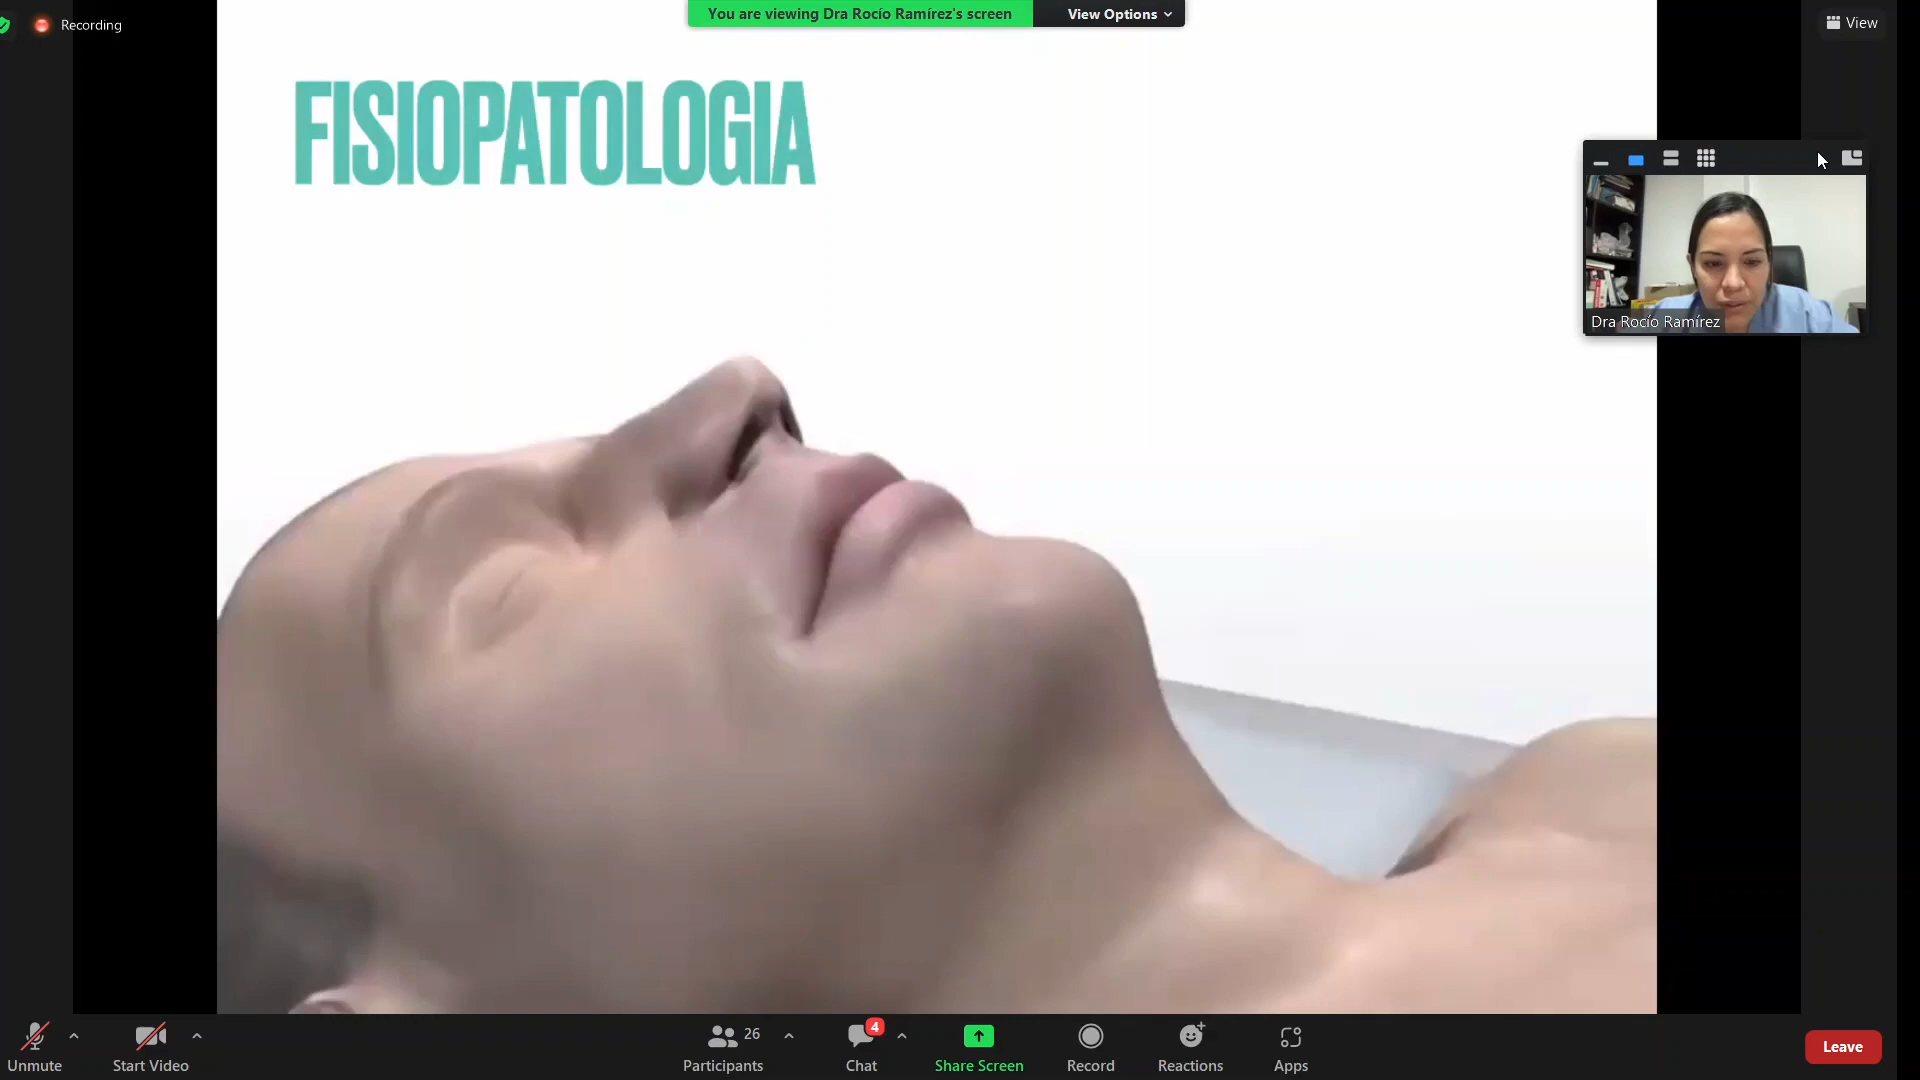 Recording
You are viewing Dra Rocío Ramírez's screen
View Options
View
FISIOPATOLOGIA
Dra Rocío Ramírez
Unmute
Start Video
26
Participants
4
Chat
Share Screen
Record
Reactions
Apps
Leave